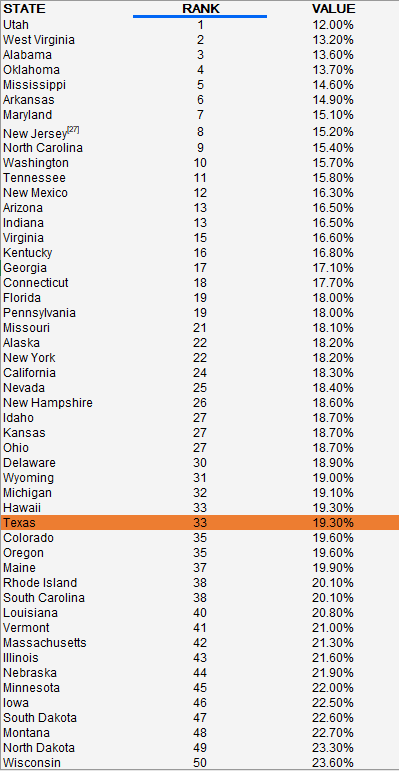 STATE RANK VALUE
Utah 1 12.00%
West Virginia 2 13.20%
Alabama 3 13.60%
Oklahoma 4 13.70%
Mississippi 5 14.60%
Arkansas 6 14.90%
Maryland 7 15.10%
New Jersey[27] 8 15.20%
North Carolina 9 15.40%
Washington 10 15.70%
Tennessee 11 15.80%
New Mexico 12 16.30%
Arizona 13 16.50%
Indiana 13 16.50%
Virginia 15 16.60%
Kentucky 16 16.80%
Georgia 17 17.10%
Connecticut 18 17.70%
Florida 19 18.00%
Pennsylvania 19 18.00%
Missouri 21 18.10%
Alaska 22 18.20%
New York 22 18.20%
California 24 18.30%
Nevada 25 18.40%
New Hampshire 26 18.60%
Idaho 27 18.70%
Kansas 27 18.70%
Ohio 27 18.70%
Delaware 30 18.90%
Wyoming 31 19.00%
Michigan 32 19.10%
Hawaii 33 19.30%
Texas 33 19.30%
Colorado 35 19.60%
Oregon 35 19.60%
Maine 37 19.90%
Rhode Island 38 20.10%
South Carolina 38 20.10%
Louisiana 40 20.80%
Vermont 41 21.00%
Massachusetts 42 21.30%
Illinois 43 21.60%
Nebraska 44 21.90%
Minnesota 45 22.00%
Iowa 46 22.50%
South Dakota 47 22.60%
Montana 48 22.70%
North Dakota 49 23.30%
Wisconsin 50 23.60%